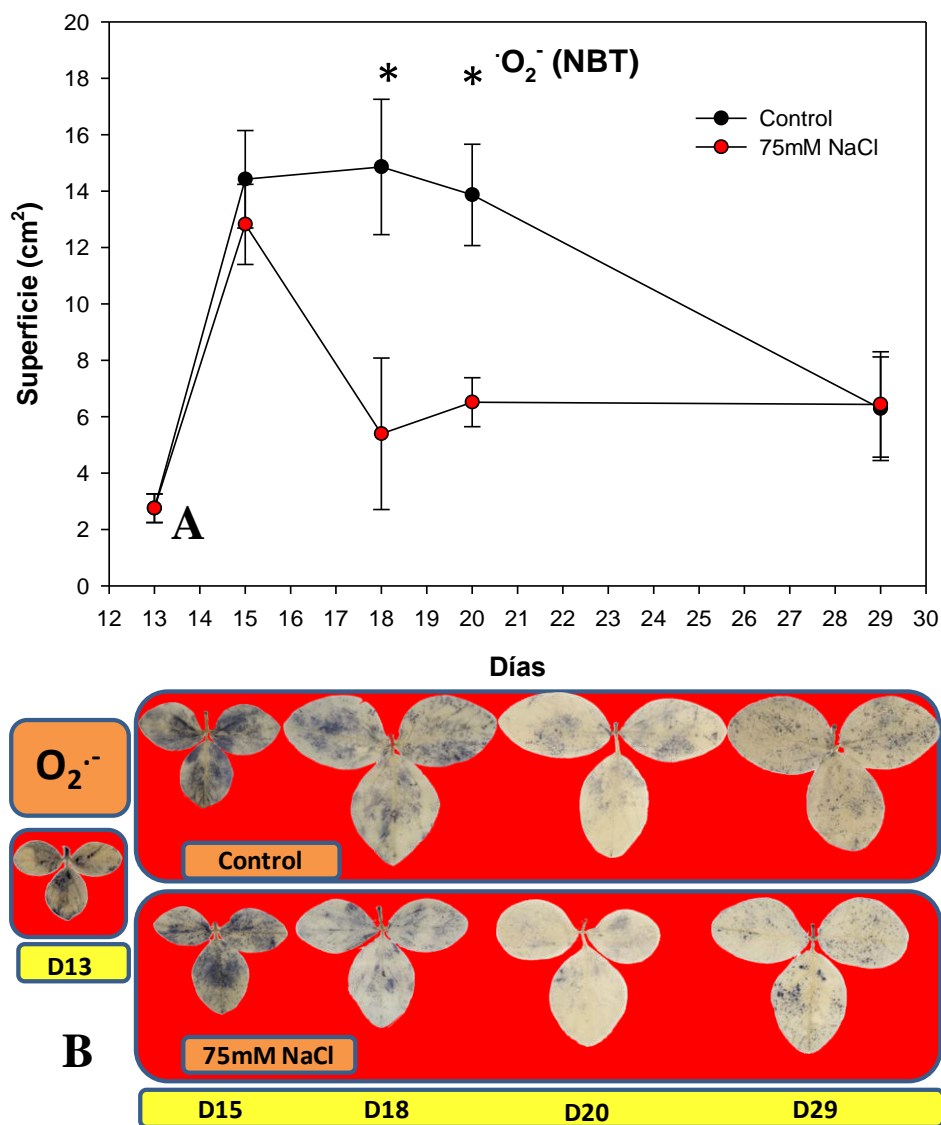 20
18
16
14
12
10
8
6
4
2
0
Superficie (cm²)
* * ·O₂⁻ (NBT)
Control
75mM NaCl
A
12 13 14 15 16 17 18 19 20 21 22 23 24 25 26 27 28 29 30
Días
O₂·⁻
Control
D13
75mM NaCl
B
D15 D18 D20 D29